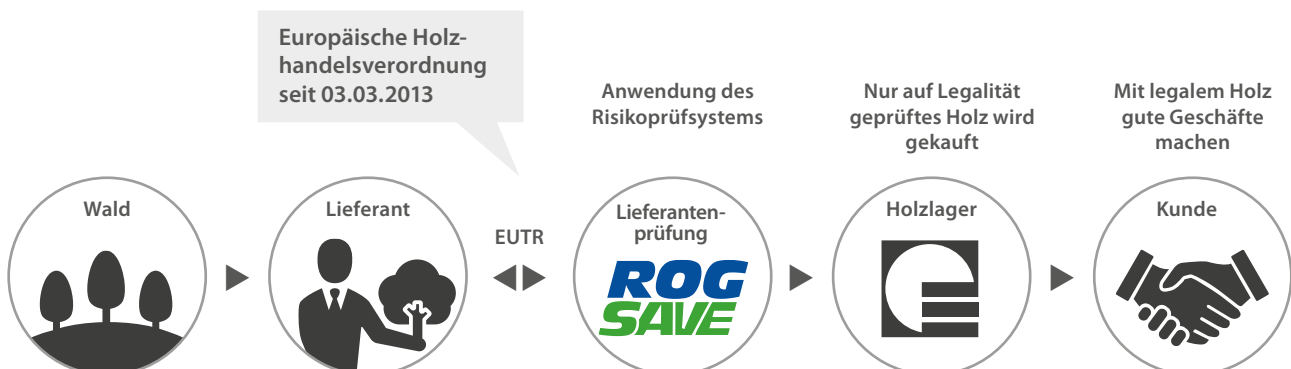 Europäische Holz-
handelsverordnung
seit 03.03.2013
Anwendung des
Risikoprüfsystems
Nur auf Legalität
geprüftes Holz wird
gekauft
Mit legalem Holz
gute Geschäfte
machen
Wald
Lieferant
EUTR
Lieferanten-
prüfung
ROG
SAVE
Holzlager
Kunde